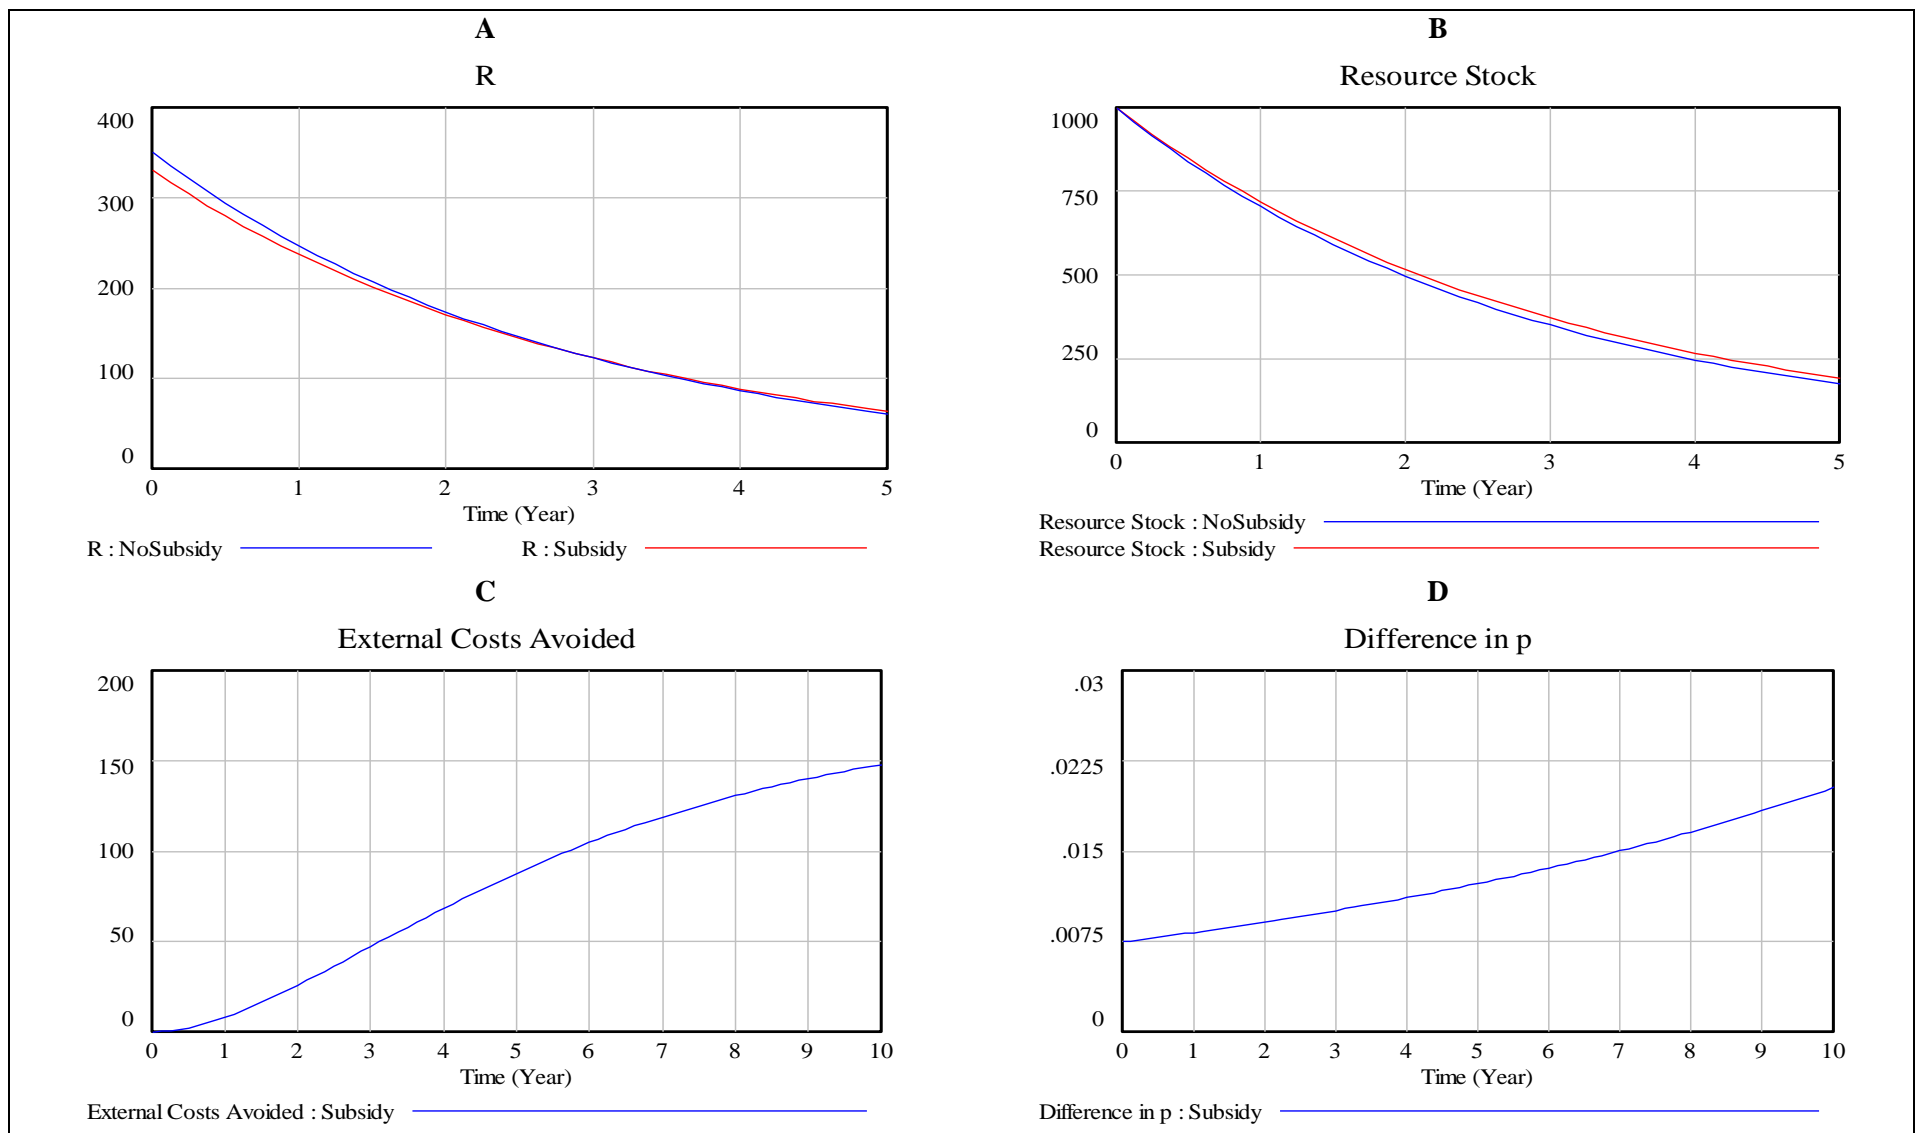 A
R
400
300
200
100
0
0 1 2 3 4 5
Time (Year)
R : NoSubsidy R : Subsidy
B
Resource Stock
1000
750
500
250
0
0 1 2 3 4 5
Time (Year)
Resource Stock : NoSubsidy
Resource Stock : Subsidy
C
External Costs Avoided
200
150
100
50
0
0 1 2 3 4 5 6 7 8 9 10
Time (Year)
External Costs Avoided : Subsidy
D
Difference in p
.03
.0225
.015
.0075
0
0 1 2 3 4 5 6 7 8 9 10
Time (Year)
Difference in p : Subsidy